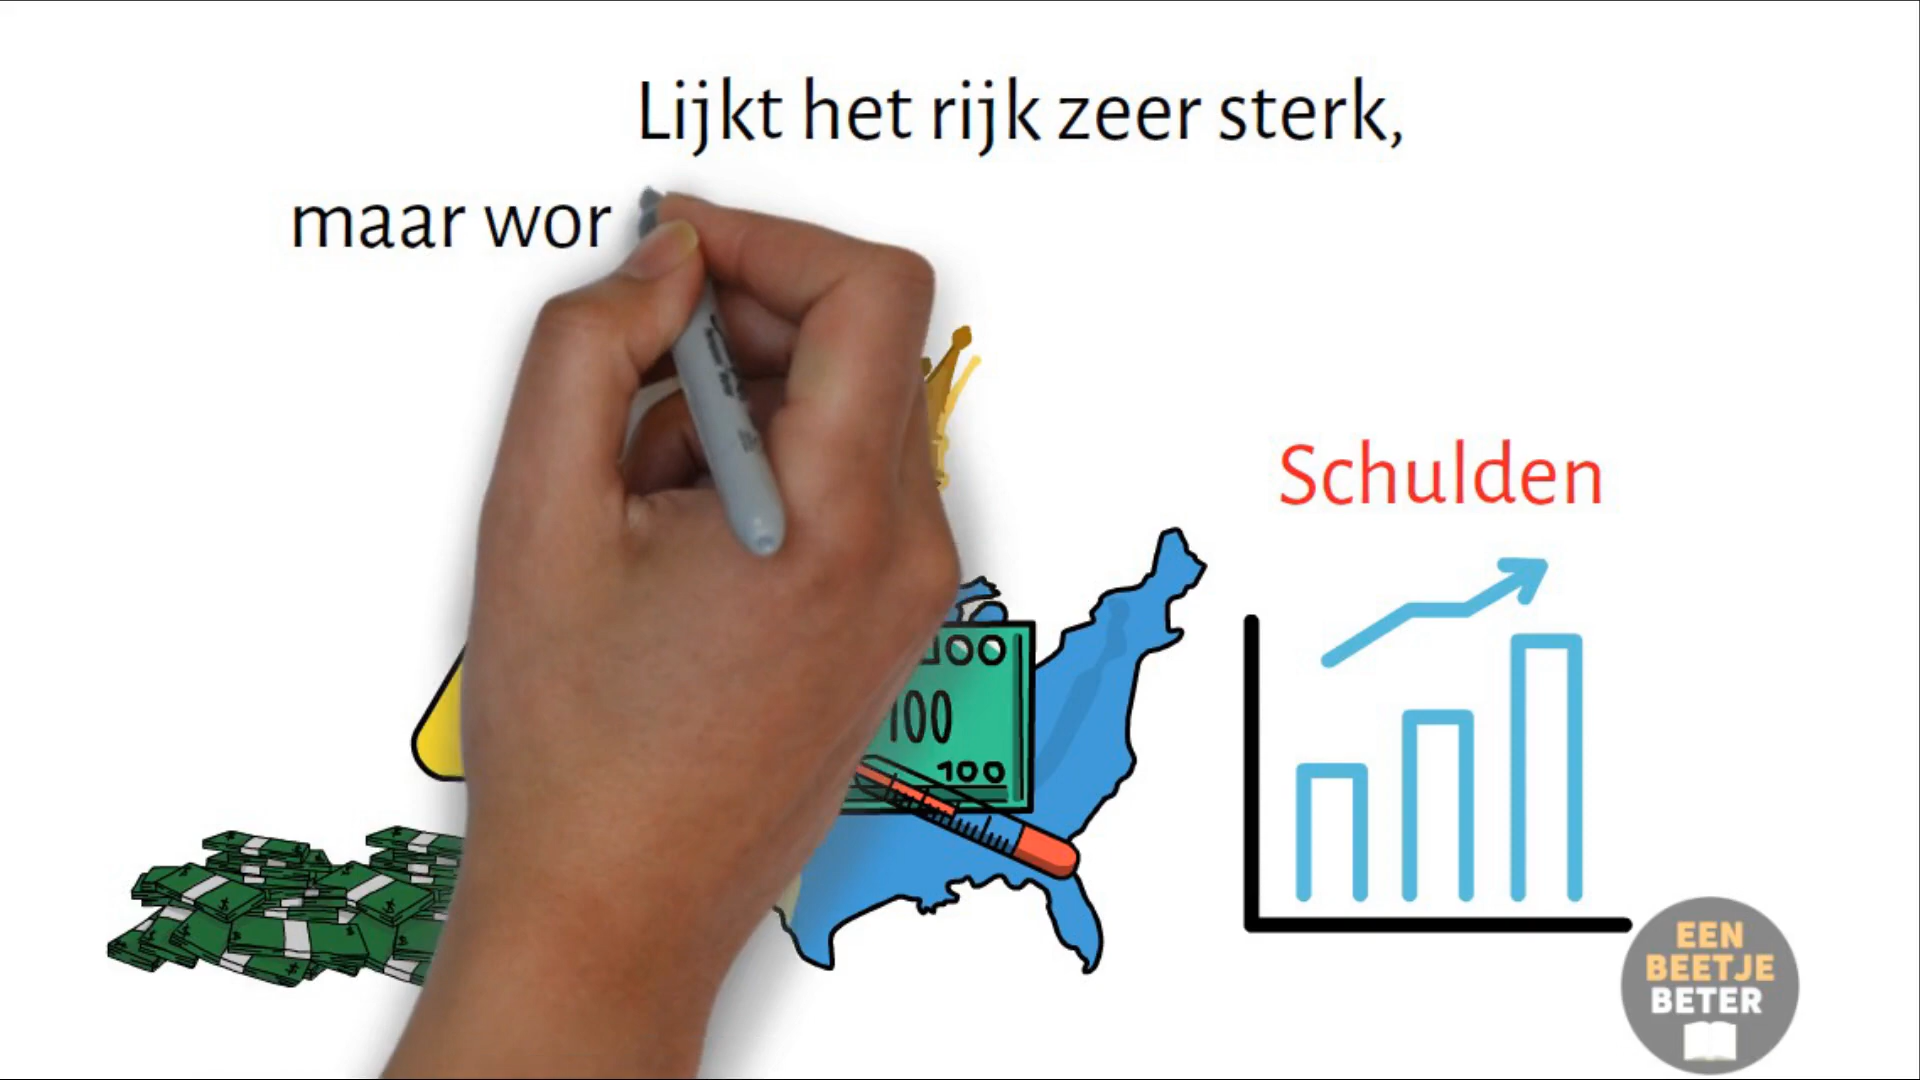 Lijkt het rijk zeer sterk,
maar wor
Schulden
100
100
100
EEN
BEETJE
BETER